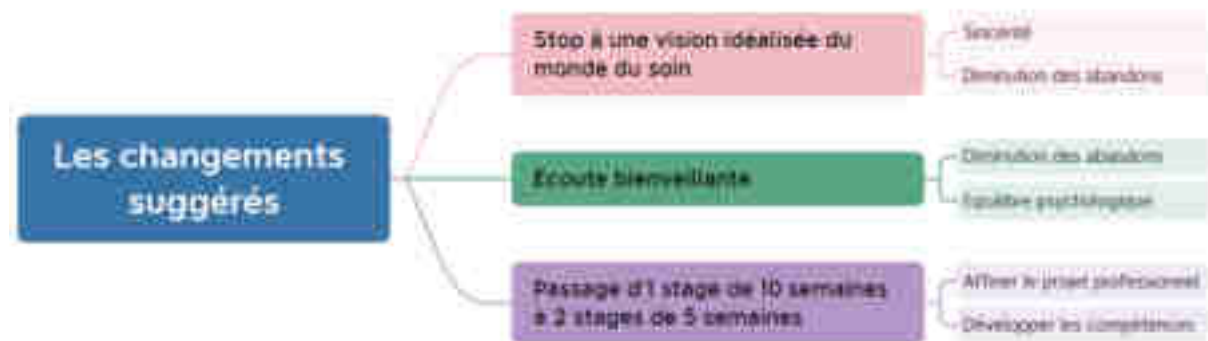 Les changements
suggérés
Stop à une vision idéalisée du
monde du soin
Sincérité
Diminution des abandons
Ecoute bienveillante
Diminution des abandons
Equilibre psychologique
Passage d'1 stage de 10 semaines
à 2 stages de 5 semaines
Affiner le projet professionnel
Développer les compétences